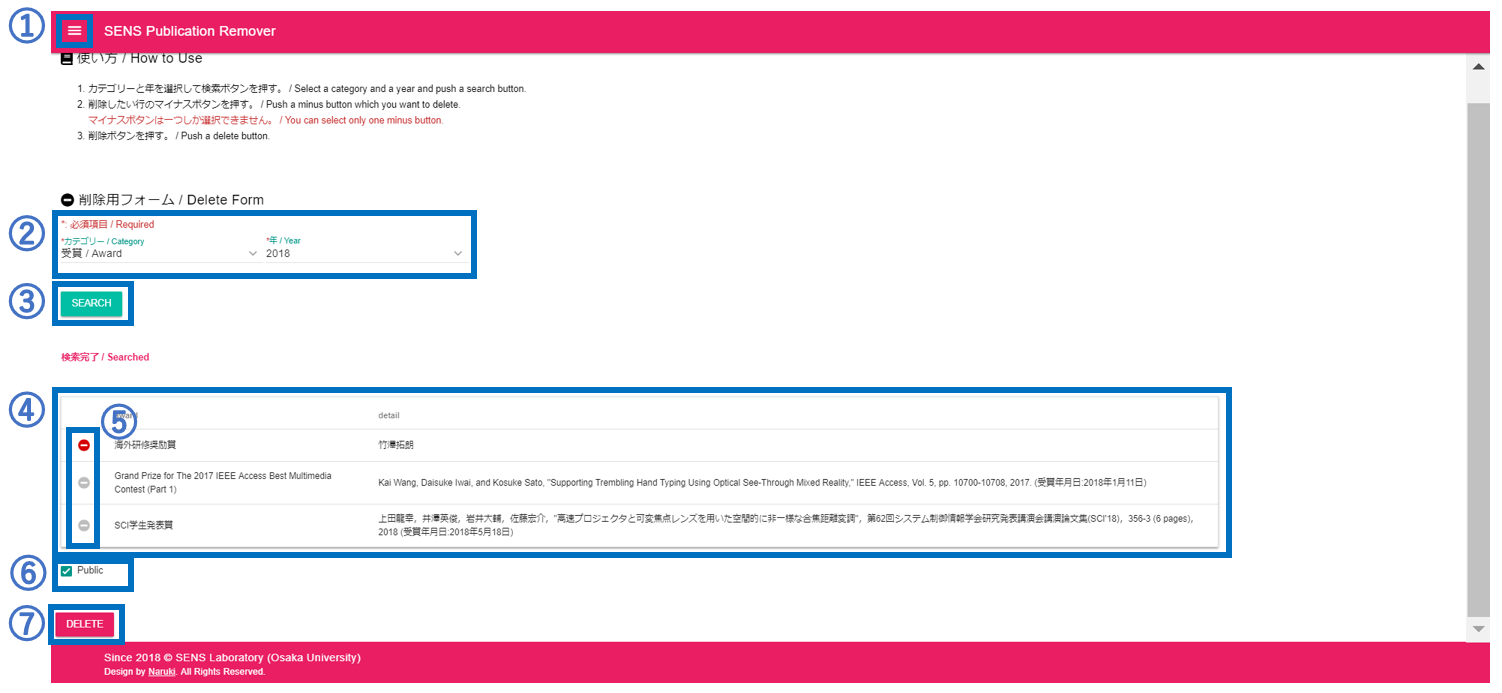 ① SENS Publication Remover
使い方 / How to Use
1. カテゴリーと年を選択して検索ボタンを押す。 / Select a category and a year and push a search button.
2. 削除したい行のマイナスボタンを押す。 / Push a minus button which you want to delete.
マイナスボタンは一つしか選択できません。 / You can select only one minus button.
3. 削除ボタンを押す。 / Push a delete button.
削除用フォーム / Delete Form
②
*: 必須項目 / Required
*カテゴリー / Category *年 / Year
受賞 / Award 2018
③ SEARCH
検索完了 / Searched
④ ⑤ detail
海外研修奨励賞 竹澤拓朗
Grand Prize for The 2017 IEEE Access Best Multimedia
Contest (Part 1)
Kai Wang, Daisuke Iwai, and Kosuke Sato, "Supporting Trembling Hand Typing Using Optical See-Through Mixed Reality," IEEE Access, Vol. 5, pp. 10700-10708, 2017. (受賞年月日:2018年1月11日)
SCI学生発表賞
上田龍幸，井澤英俊，岩井大輔，佐藤宏介，"高速プロジェクタと可変焦点レンズを用いた空間的に非一様な合焦距離変調"，第62回システム制御情報学会研究発表講演会講演論文集(SCI'18)，356-3 (6 pages)，
2018 (受賞年月日:2018年5月18日)
⑥ Public
⑦ DELETE
Since 2018 © SENS Laboratory (Osaka University)
Design by Naruki. All Rights Reserved.